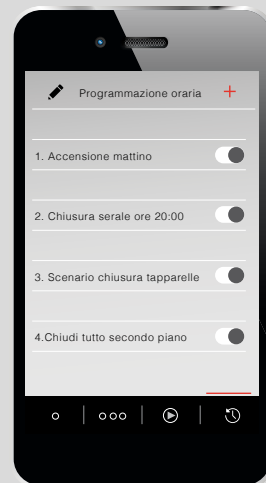 Programmazione oraria +
1. Accensione mattino
2. Chiusura serale ore 20:00
3. Scenario chiusura tapparelle
4.Chiudi tutto secondo piano